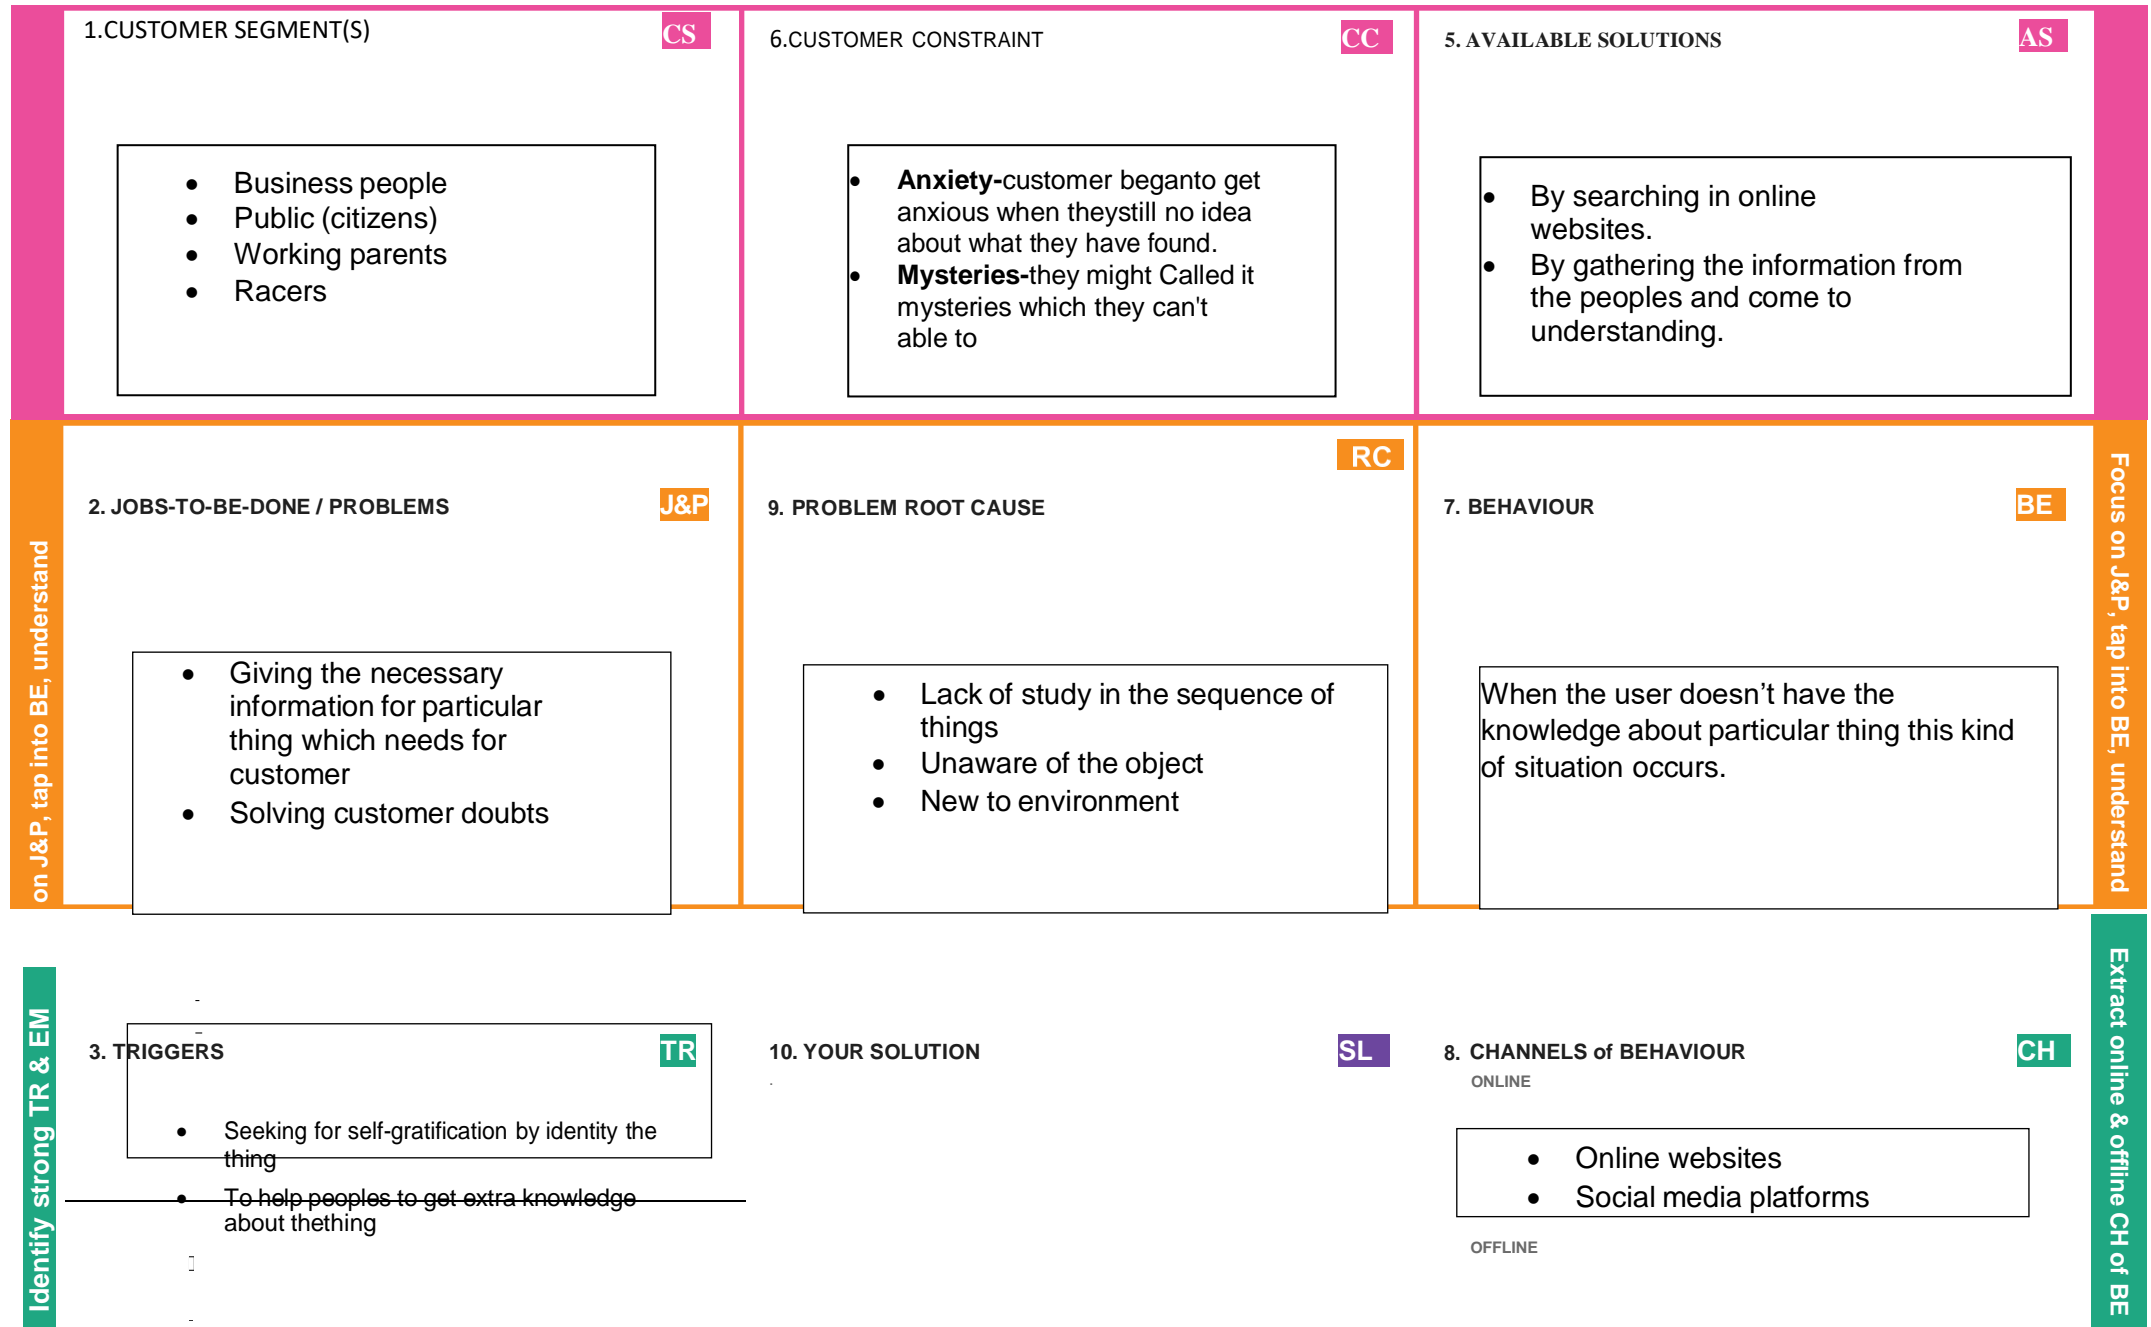 1.CUSTOMER SEGMENT(S)
CS
Business people
Public (citizens)
Working parents
Racers
6.CUSTOMER CONSTRAINT
CC
Anxiety-customer beganto get
anxious when theystill no idea
about what they have found.
Mysteries-they might Called it
mysteries which they can't
able to
5. AVAILABLE SOLUTIONS
AS
By searching in online
websites.
By gathering the information from
the peoples and come to
understanding.
on J&P, tap into BE, understand
2. JOBS-TO-BE-DONE / PROBLEMS
J&P
Giving the necessary
information for particular
thing which needs for
customer
Solving customer doubts
RC
9. PROBLEM ROOT CAUSE
Lack of study in the sequence of
things
Unaware of the object
New to environment
7. BEHAVIOUR
BE
When the user doesn’t have the
knowledge about particular thing this kind
of situation occurs.
Focus on J&P, tap into BE, understand
Identify strong TR & EM
3. TRIGGERS
TR
Seeking for self-gratification by identity the
thing
To help peoples to get extra knowledge
about thething
10. YOUR SOLUTION
SL
8. CHANNELS of BEHAVIOUR
CH
ONLINE
Online websites
Social media platforms
OFFLINE
Extract online & offline CH of BE